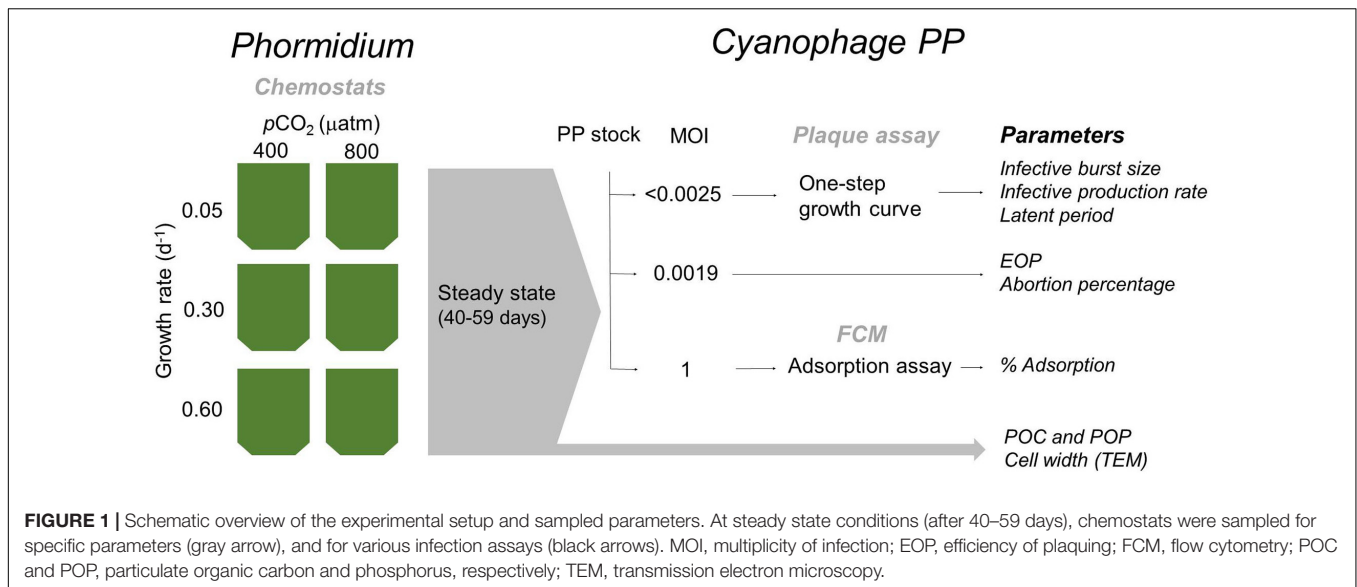 Phormidium
Chemostats
pCO₂ (µatm)
400 800
Growth rate (d⁻¹)
0.05
0.30
0.60
Steady state
(40-59 days)
Cyanophage PP
PP stock MOI Plaque assay Parameters
<0.0025 One-step
growth curve
Infective burst size
Infective production rate
Latent period
0.0019
EOP
Abortion percentage
FCM
1 Adsorption assay % Adsorption
POC and POP
Cell width (TEM)
FIGURE 1 | Schematic overview of the experimental setup and sampled parameters. At steady state conditions (after 40–59 days), chemostats were sampled for
specific parameters (gray arrow), and for various infection assays (black arrows). MOI, multiplicity of infection; EOP, efficiency of plaquing; FCM, flow cytometry; POC
and POP, particulate organic carbon and phosphorus, respectively; TEM, transmission electron microscopy.